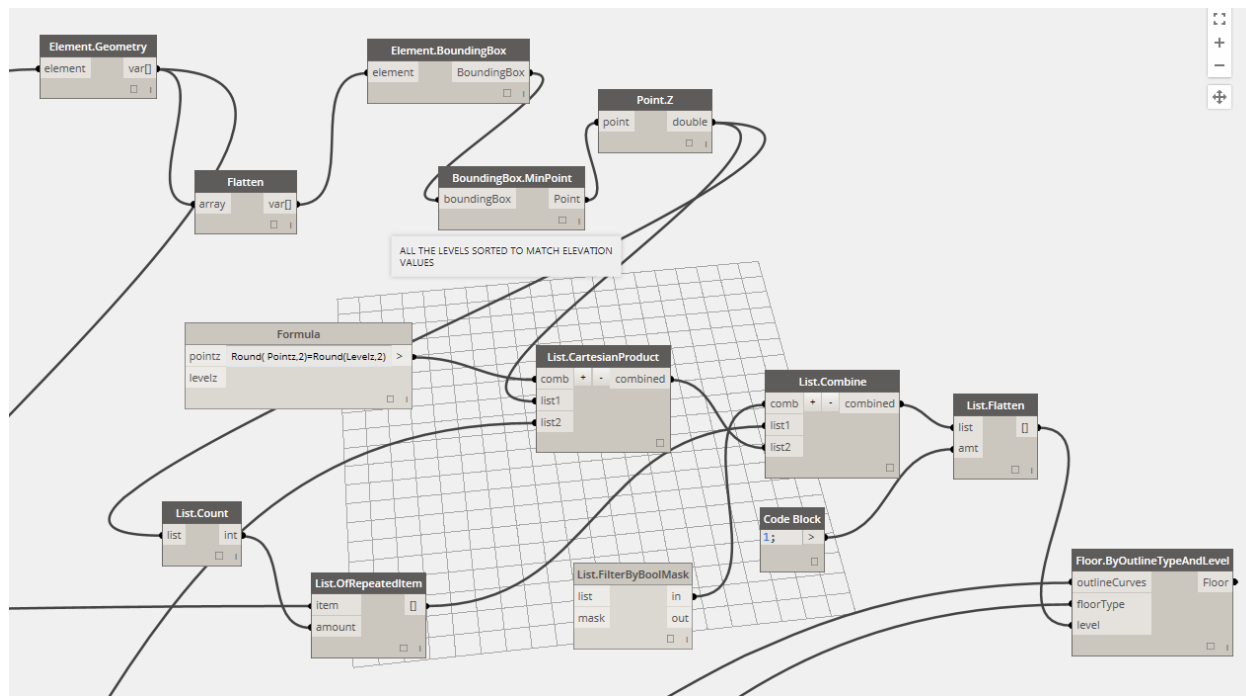 Element.Geometry
element var[]
Element.BoundingBox
element BoundingBox
Point.Z
point double
Flatten
array var[]
BoundingBox.MinPoint
boundingBox Point
ALL THE LEVELS SORTED TO MATCH ELEVATION
VALUES
Formula
pointz Round( Pointz,2)=Round(Levelz,2) >
levelz
List.CartesianProduct
comb + - combined
list1
list2
List.Combine
comb + - combined
list1
list2
List.Flatten
list []
amt
List.Count
list int
Code Block
1; >
List.OfRepeatedItem
item []
amount
List.FilterByBoolMask
list in
mask out
Floor.ByOutlineTypeAndLevel
outlineCurves Floor
floorType
level